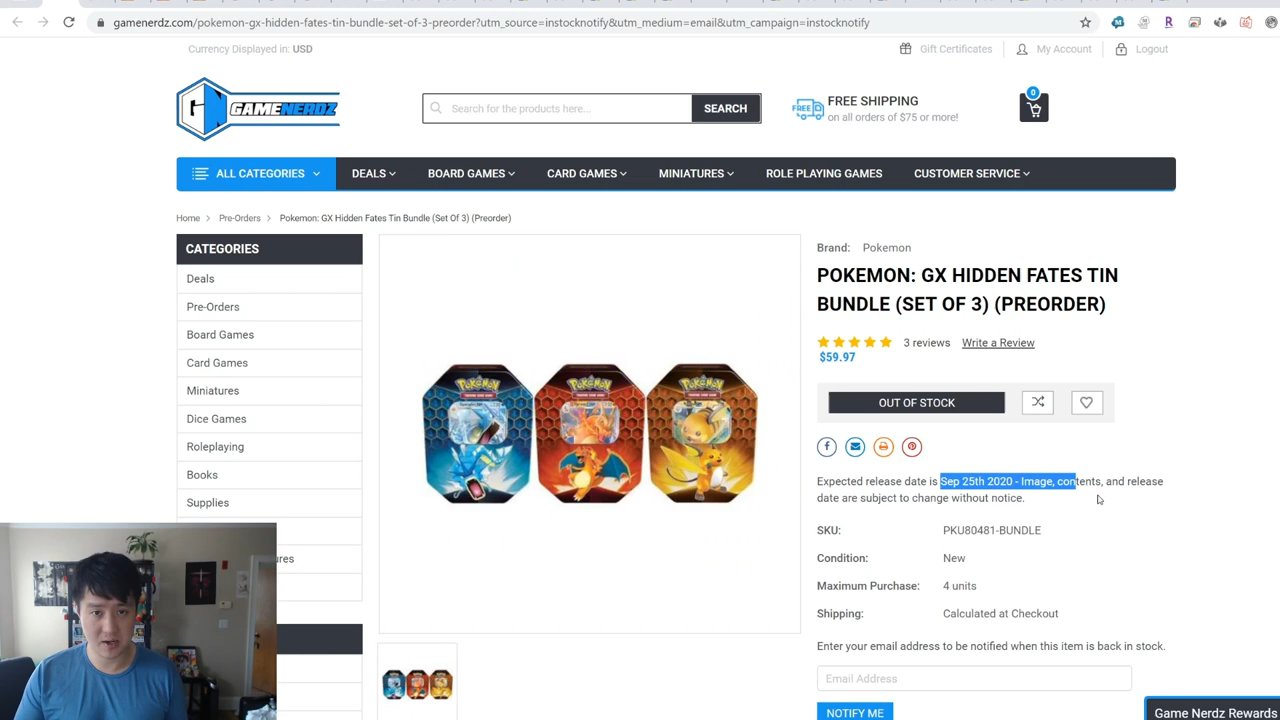 gamenerdz.com/pokemon-gx-hidden-fates-tin-bundle-set-of-3-preorder?utm_source=instocknotify&utm_medium=email&utm_campaign=instocknotify
Currency Displayed in: USD
Gift Certificates
My Account
Logout
GAMENERDZ
Search for the products here...
SEARCH
FREE
FREE SHIPPING
on all orders of $75 or more!
0
ALL CATEGORIES
DEALS
BOARD GAMES
CARD GAMES
MINIATURES
ROLE PLAYING GAMES
CUSTOMER SERVICE
Home > Pre-Orders > Pokemon: GX Hidden Fates Tin Bundle (Set Of 3) (Preorder)
CATEGORIES
Deals
Pre-Orders
Board Games
Card Games
Miniatures
Dice Games
Roleplaying
Books
Supplies
ures
Pokémon
Pokémon
Pokémon
Brand: Pokemon
POKEMON: GX HIDDEN FATES TIN
BUNDLE (SET OF 3) (PREORDER)
3 reviews
Write a Review
$59.97
OUT OF STOCK
Expected release date is Sep 25th 2020 - Image, contents, and release
date are subject to change without notice.
SKU: PKU80481-BUNDLE
Condition: New
Maximum Purchase: 4 units
Shipping: Calculated at Checkout
Enter your email address to be notified when this item is back in stock.
Email Address
NOTIFY ME
Game Nerdz Rewards